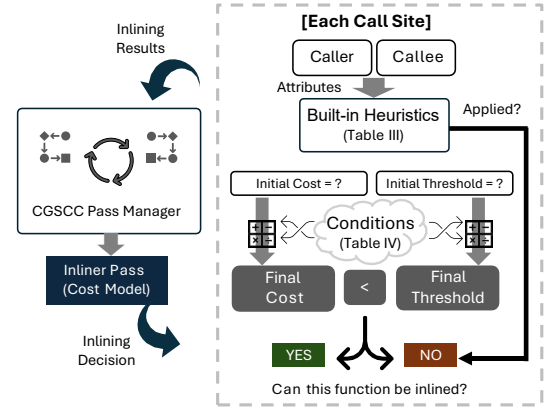 Inlining
Results
CGSCC Pass Manager
Inliner Pass
(Cost Model)
Inlining
Decision
[Each Call Site]
Caller
Callee
Attributes
Built-in Heuristics
(Table III)
Applied?
Initial Cost = ?
Initial Threshold = ?
Conditions
(Table IV)
+ −
× ÷
+ −
× ÷
Final
Cost
<
Final
Threshold
YES
NO
Can this function be inlined?